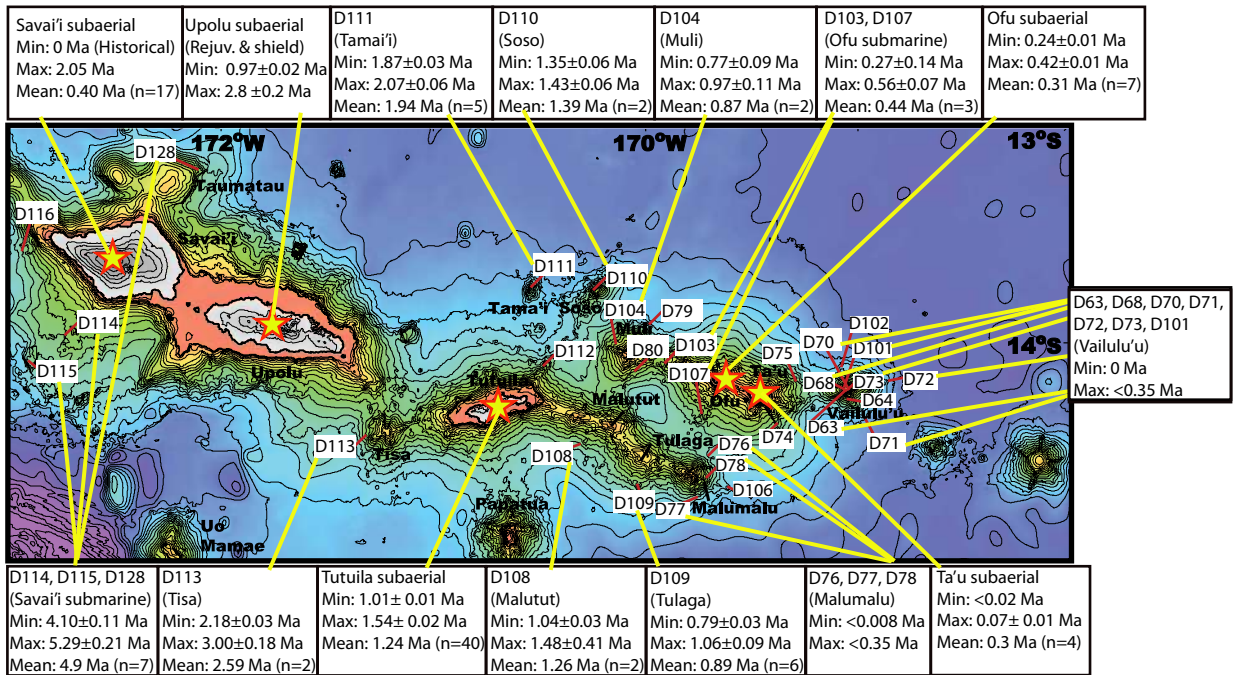 Savai'i subaerial
Min: 0 Ma (Historical)
Max: 2.05 Ma
Mean: 0.40 Ma (n=17)
Upolu subaerial
(Rejuv. & shield)
Min: 0.97±0.02 Ma
Max: 2.8 ±0.2 Ma
D111
(Tamai'i)
Min: 1.87±0.03 Ma
Max: 2.07±0.06 Ma
Mean: 1.94 Ma (n=5)
D110
(Soso)
Min: 1.35±0.06 Ma
Max: 1.43±0.06 Ma
Mean: 1.39 Ma (n=2)
D104
(Muli)
Min: 0.77±0.09 Ma
Max: 0.97±0.11 Ma
Mean: 0.87 Ma (n=2)
D103, D107
(Ofu submarine)
Min: 0.27±0.14 Ma
Max: 0.56±0.07 Ma
Mean: 0.44 Ma (n=3)
Ofu subaerial
Min: 0.24±0.01 Ma
Max: 0.42±0.01 Ma
Mean: 0.31 Ma (n=7)
172°W
170°W
13°S
D128
Taumatau
D116
Savai'i
D111
D110
Tama'i
Soso
D104
D79
Muli
D114
D102
D70
D101
14°S
D115
Upolu
D112
D80
D103
D75
Tutuila
D107
Ta'u
D68
D73
D72
Ofu
D64
Malutut
Vailulu'u
D63
D113
Tisa
D108
Tulaga
D76
D74
D71
D78
D109
D77
D106
Malumalu
Papatua
Uo
Mamae
D63, D68, D70, D71,
D72, D73, D101
(Vailulu'u)
Min: 0 Ma
Max: <0.35 Ma
D114, D115, D128
(Savai'i submarine)
Min: 4.10±0.11 Ma
Max: 5.29±0.21 Ma
Mean: 4.9 Ma (n=7)
D113
(Tisa)
Min: 2.18±0.03 Ma
Max: 3.00±0.18 Ma
Mean: 2.59 Ma (n=2)
Tutuila subaerial
Min: 1.01± 0.01 Ma
Max: 1.54± 0.02 Ma
Mean: 1.24 Ma (n=40)
D108
(Malutut)
Min: 1.04±0.03 Ma
Max: 1.48±0.41 Ma
Mean: 1.26 Ma (n=2)
D109
(Tulaga)
Min: 0.79±0.03 Ma
Max: 1.06±0.09 Ma
Mean: 0.89 Ma (n=6)
D76, D77, D78
(Malumalu)
Min: <0.008 Ma
Max: <0.35 Ma
Ta'u subaerial
Min: <0.02 Ma
Max: 0.07± 0.01 Ma
Mean: 0.3 Ma (n=4)